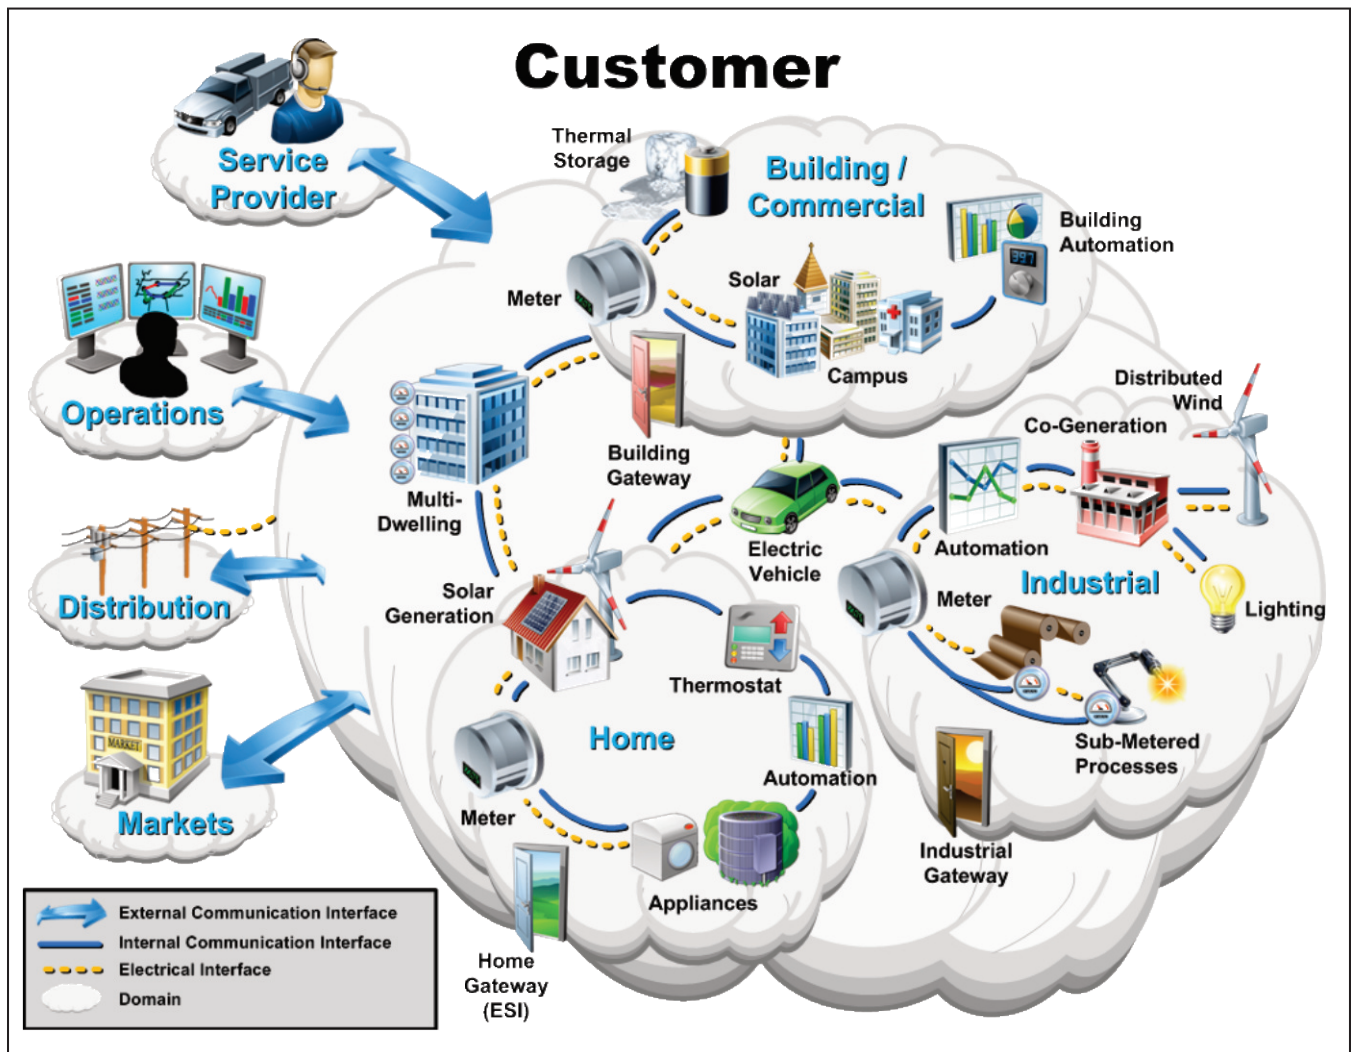 Customer
Service
Provider
Thermal
Storage
Building /
Commercial
Building
Automation
397
Meter
Solar
Campus
Operations
Multi-
Dwelling
Building
Gateway
Distributed
Wind
Co-Generation
Electric
Vehicle
Automation
Industrial
Meter
Lighting
Distribution
Solar
Generation
Thermostat
Home
Automation
Sub-Metered
Processes
MARKET
Markets
Meter
Industrial
Gateway
Appliances
Home
Gateway
(ESI)
External Communication Interface
Internal Communication Interface
Electrical Interface
Domain